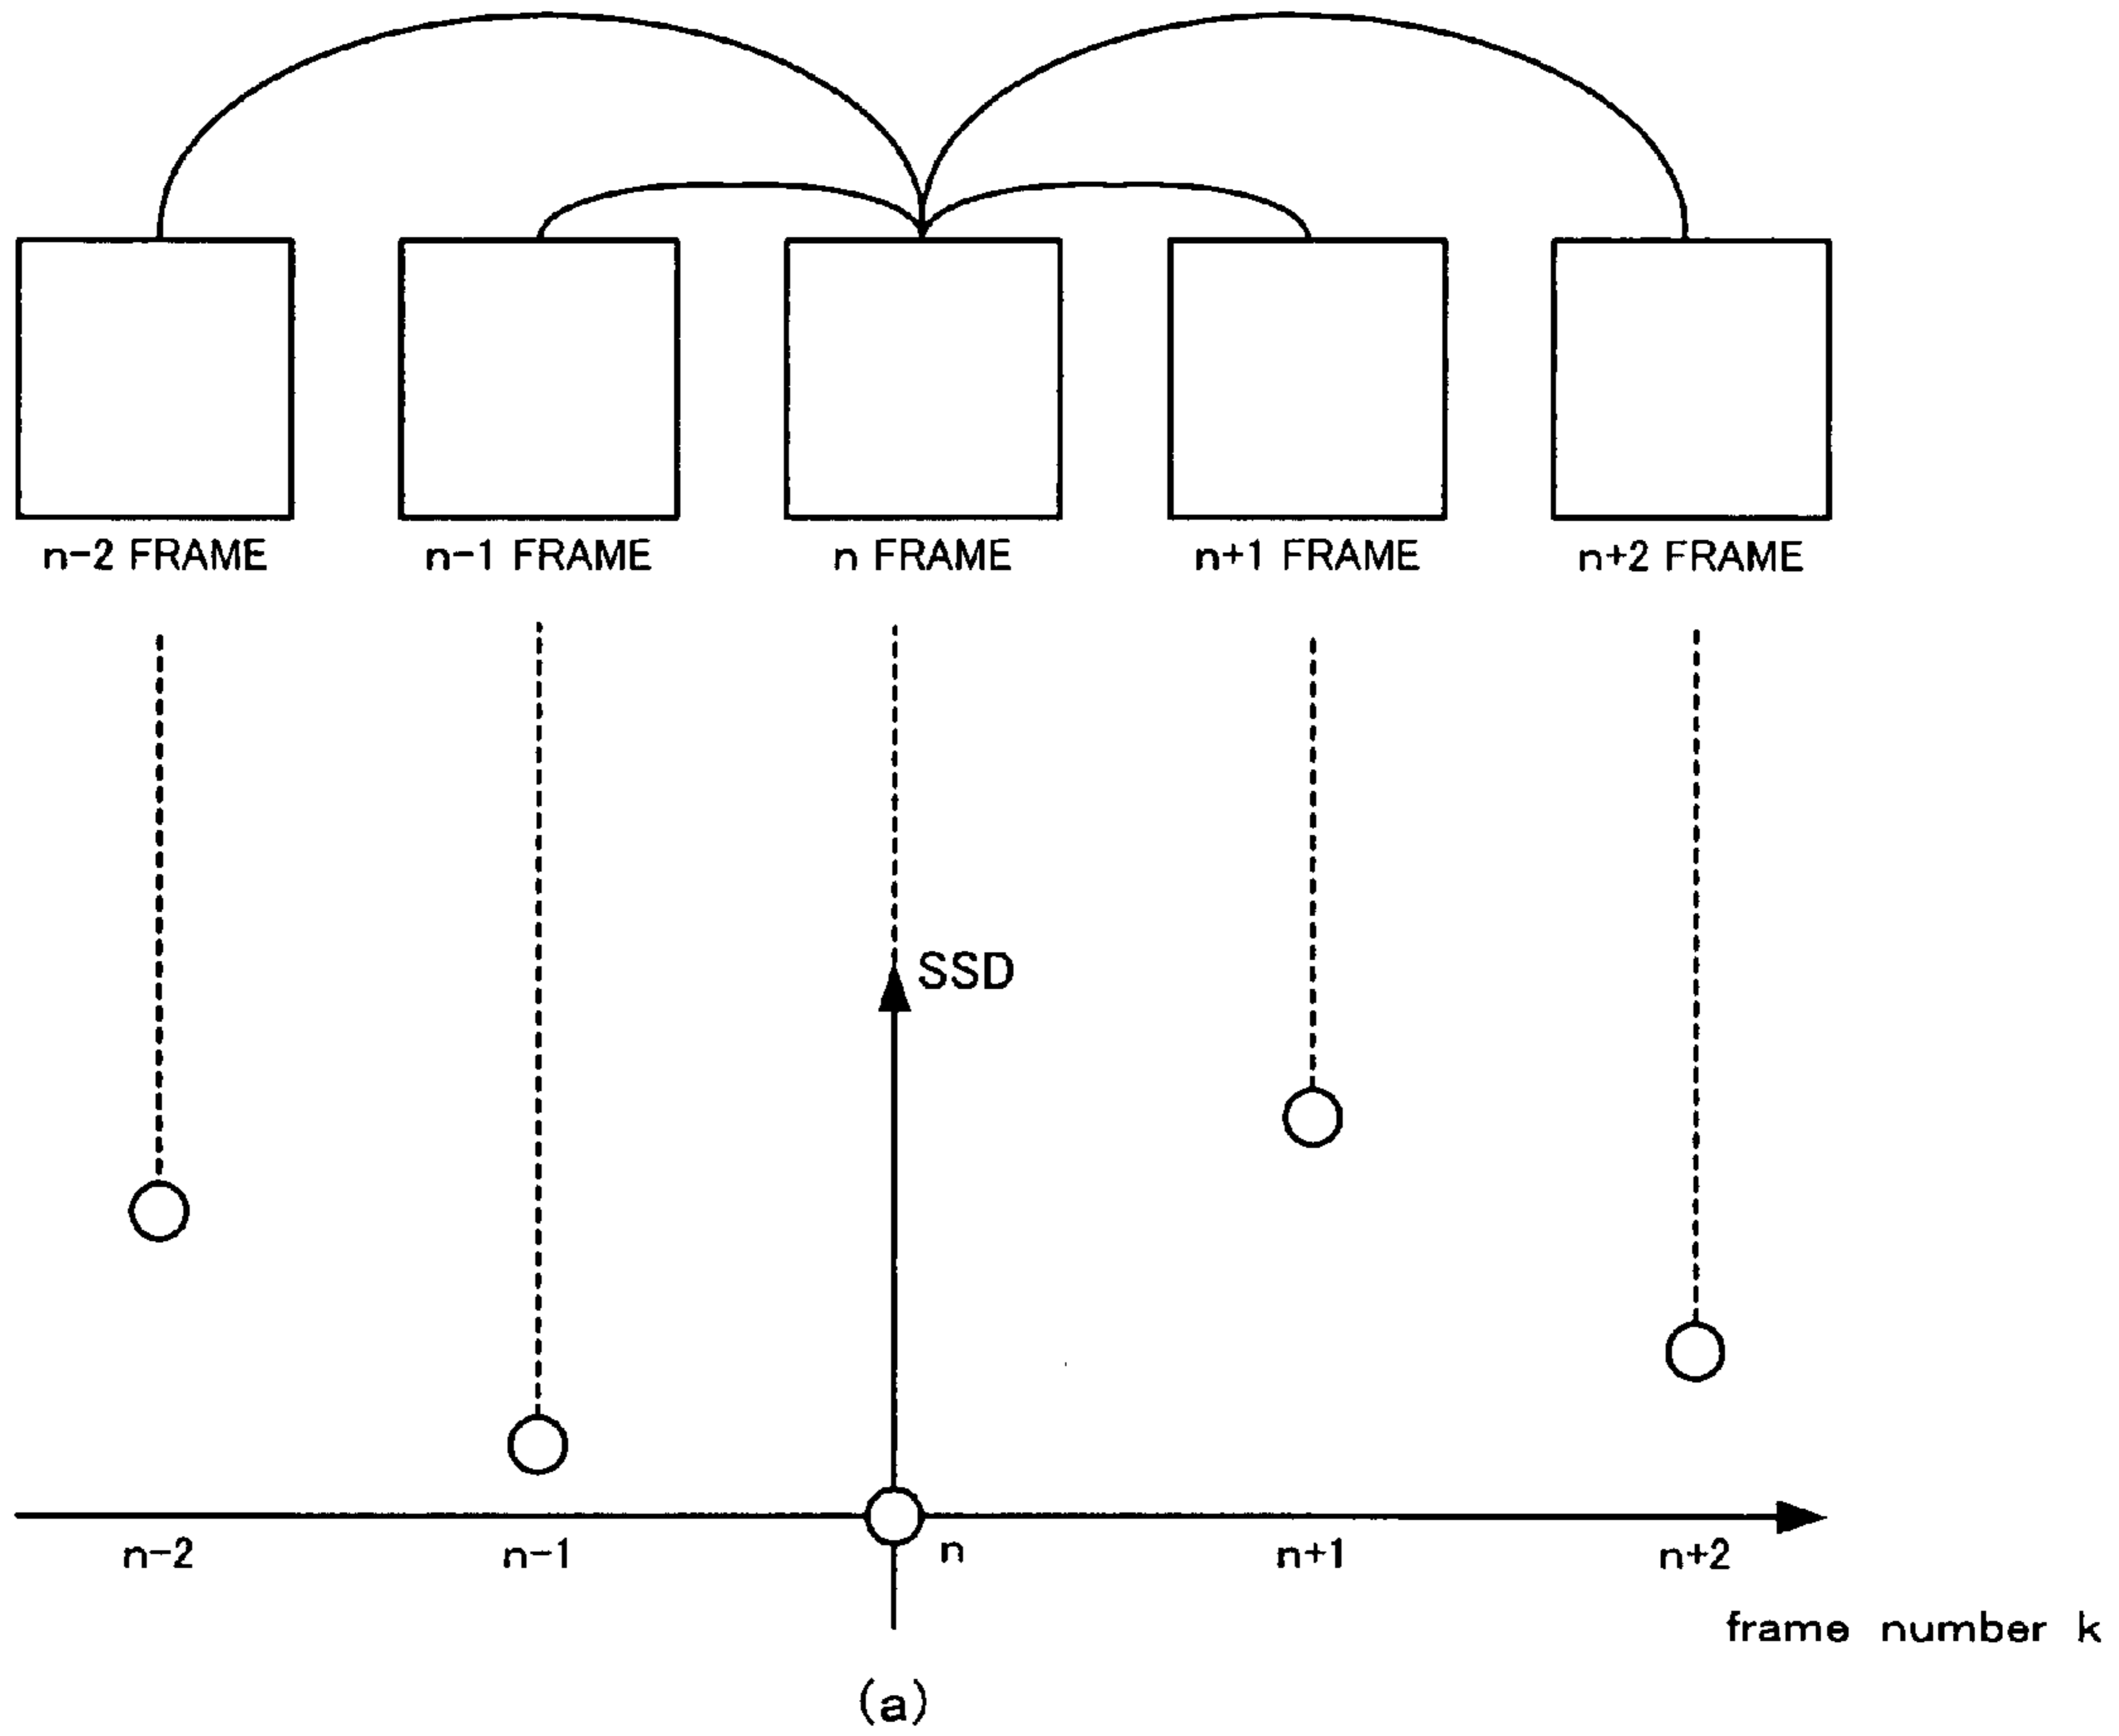 n-2 FRAME n-1 FRAME n FRAME n+1 FRAME n+2 FRAME
SSD
n-2 n-1 n n+1 n+2
frame number k
(a)